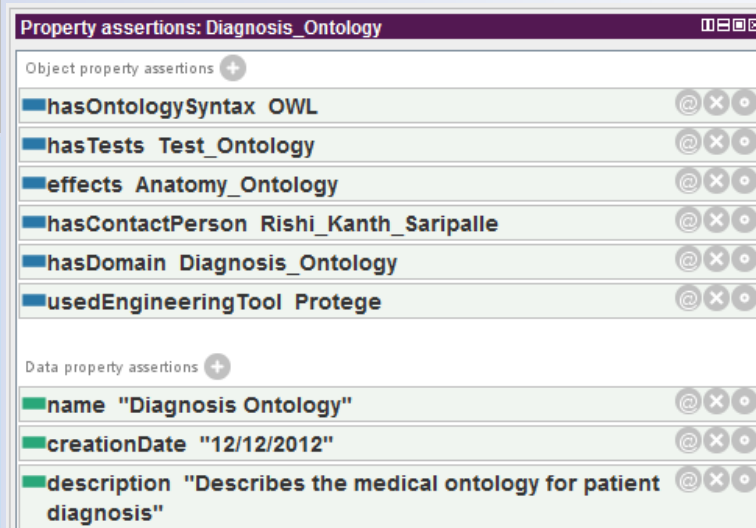 Property assertions: Diagnosis_Ontology
Object property assertions
hasOntologySyntax OWL
hasTests Test_Ontology
effects Anatomy_Ontology
hasContactPerson Rishi_Kanth_Saripalle
hasDomain Diagnosis_Ontology
usedEngineeringTool Protege
Data property assertions
name "Diagnosis Ontology"
creationDate "12/12/2012"
description "Describes the medical ontology for patient
diagnosis"